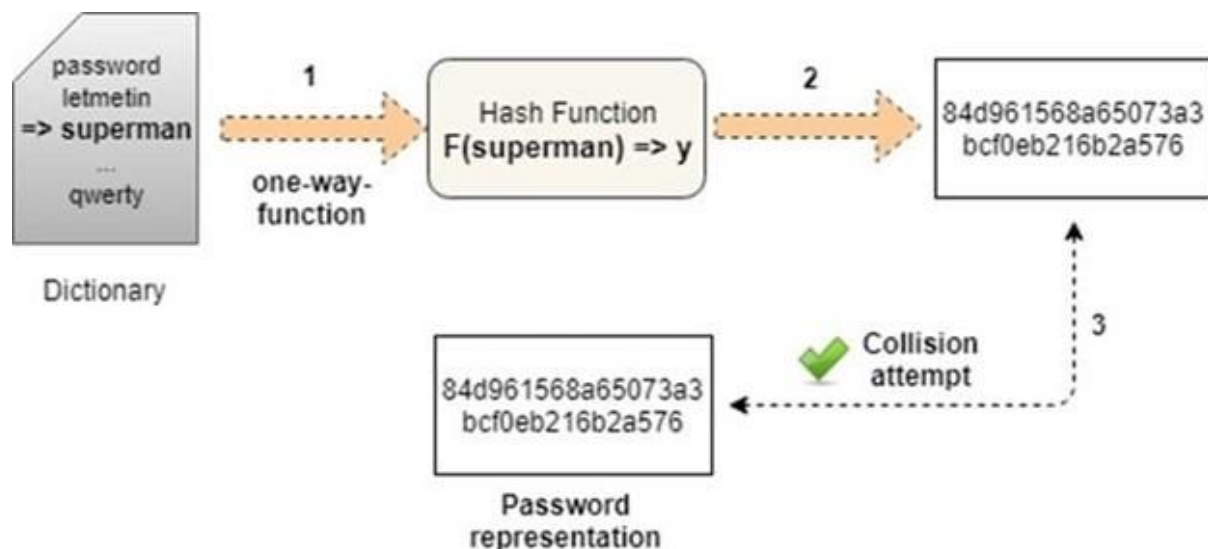 password
letmetin
=> superman
...
qwerty
Dictionary
1
one-way-
function
Hash Function
F(superman) => y
2
84d961568a65073a3
bcf0eb216b2a576
3
Collision
attempt
84d961568a65073a3
bcf0eb216b2a576
Password
representation